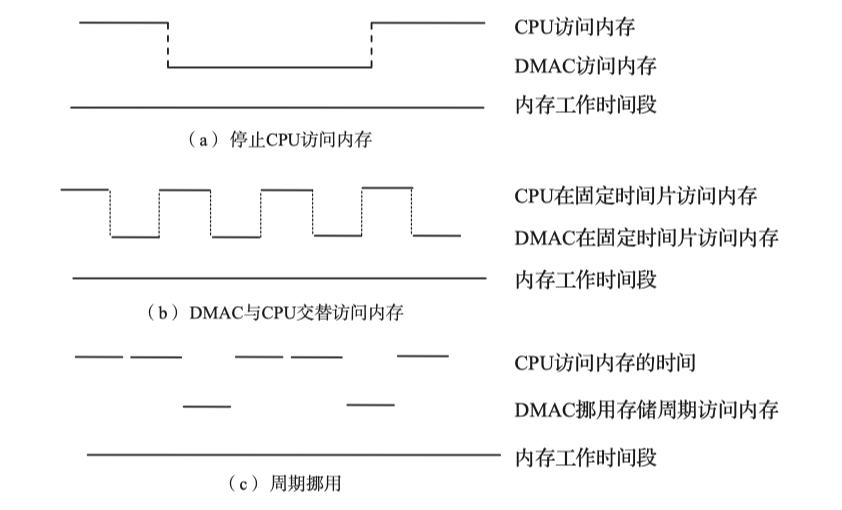 CPU访问内存
DMAC访问内存
内存工作时间段
（a）停止CPU访问内存
CPU在固定时间片访问内存
DMAC在固定时间片访问内存
内存工作时间段
（b）DMAC与CPU交替访问内存
CPU访问内存的时间
DMAC挪用存储周期访问内存
内存工作时间段
（c）周期挪用